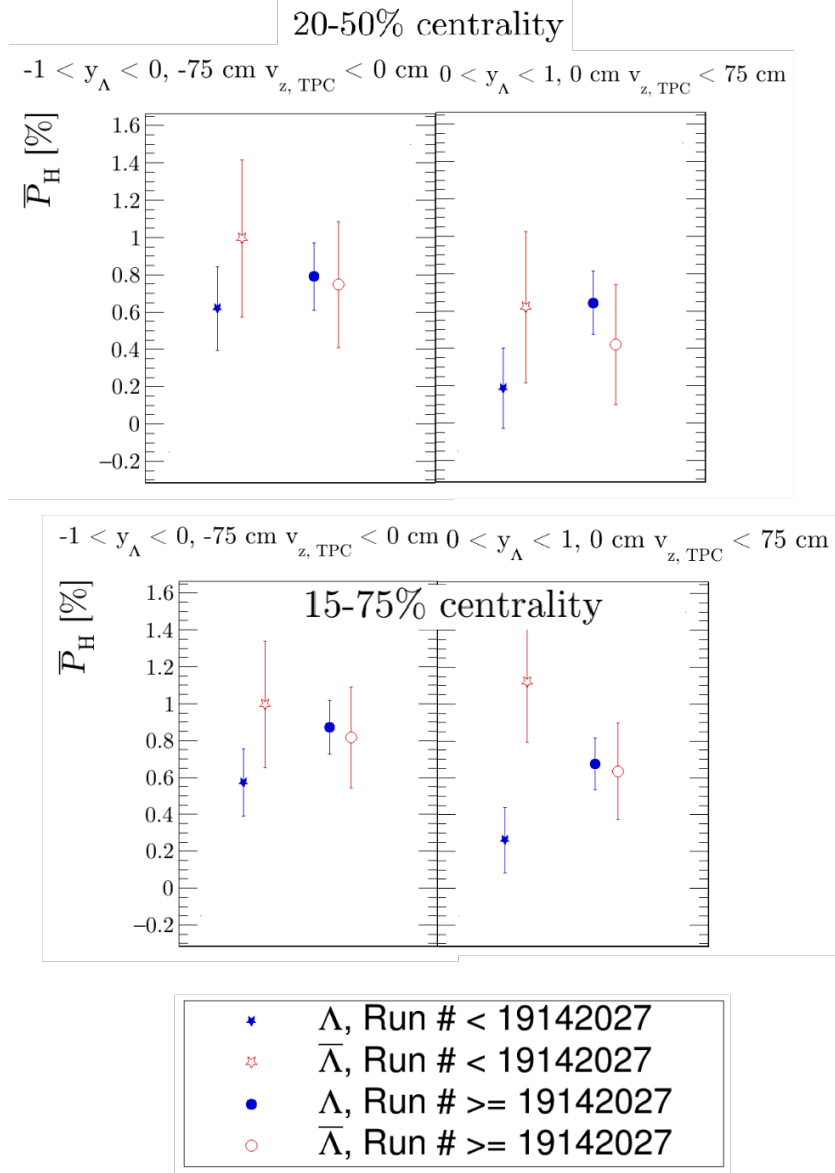 20-50% centrality
-1 < y_Λ < 0, -75 cm v_z, TPC < 0 cm
0 < y_Λ < 1, 0 cm v_z, TPC < 75 cm
P̅_H [%]
1.6
1.4
1.2
1
0.8
0.6
0.4
0.2
0
−0.2
-1 < y_Λ < 0, -75 cm v_z, TPC < 0 cm
0 < y_Λ < 1, 0 cm v_z, TPC < 75 cm
15-75% centrality
P̅_H [%]
1.6
1.4
1.2
1
0.8
0.6
0.4
0.2
0
−0.2
Λ, Run # < 19142027
Λ̅, Run # < 19142027
Λ, Run # >= 19142027
Λ̅, Run # >= 19142027